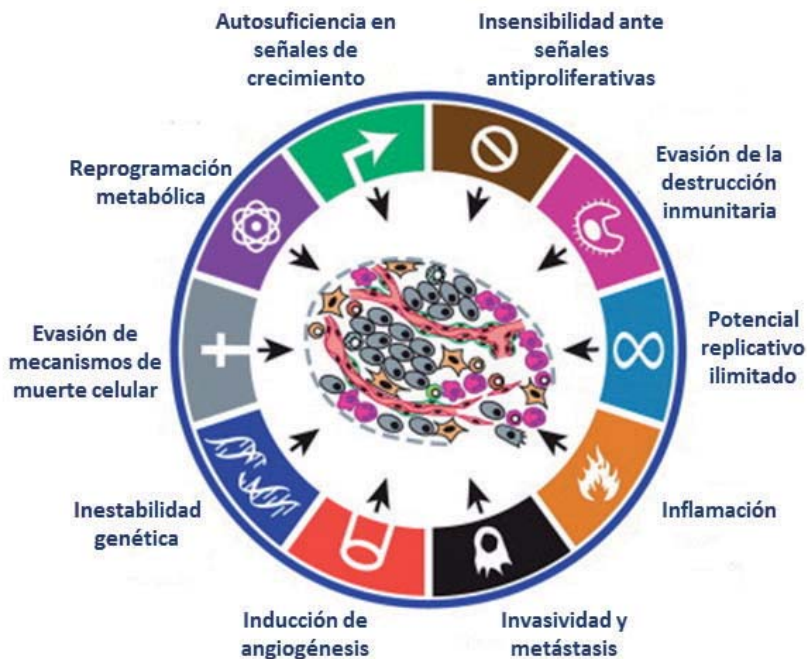 Autosuficiencia en
señales de
crecimiento
Insensibilidad ante
señales
antiproliferativas
Reprogramación
metabólica
Evasión de la
destrucción
inmunitaria
Evasión de
mecanismos de
muerte celular
Potencial
replicativo
ilimitado
Inestabilidad
genética
Inflamación
Inducción de
angiogénesis
Invasividad y
metástasis